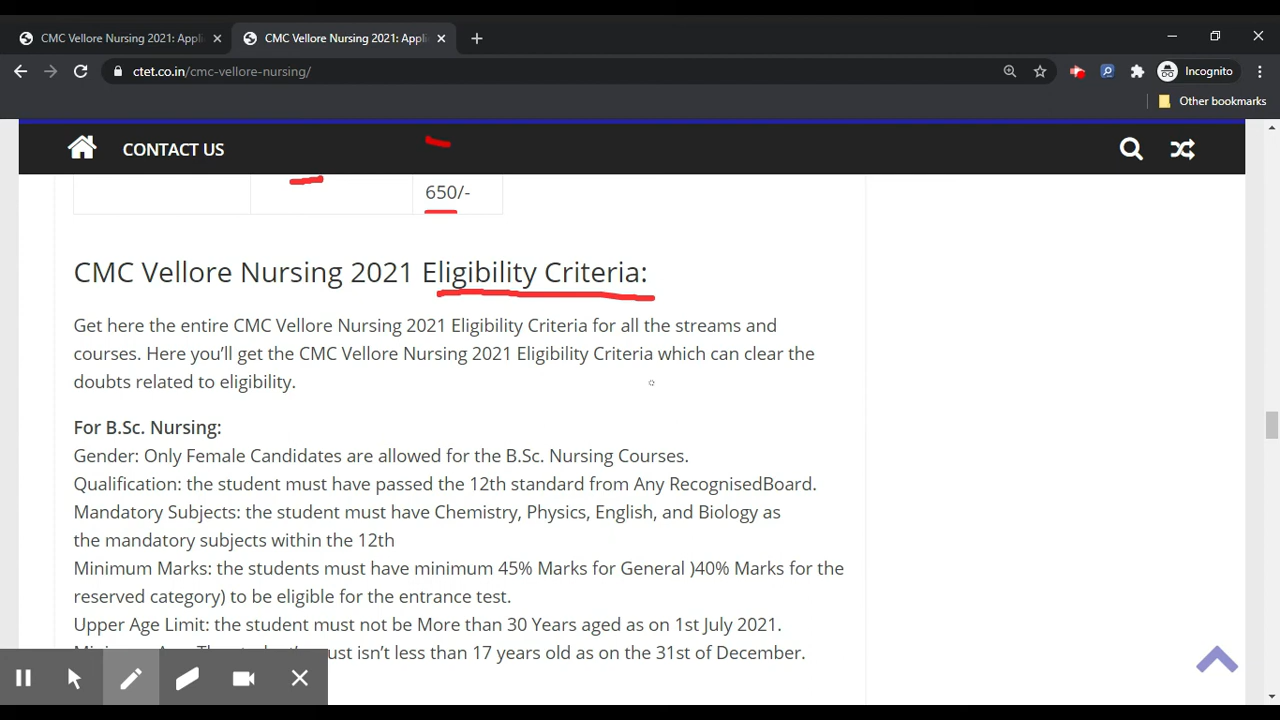 CMC Vellore Nursing 2021: Appli
CMC Vellore Nursing 2021: Appli
ctet.co.in/cmc-vellore-nursing/
Incognito
Other bookmarks
CONTACT US
650/-
CMC Vellore Nursing 2021 Eligibility Criteria:
Get here the entire CMC Vellore Nursing 2021 Eligibility Criteria for all the streams and
courses. Here you’ll get the CMC Vellore Nursing 2021 Eligibility Criteria which can clear the
doubts related to eligibility.
For B.Sc. Nursing:
Gender: Only Female Candidates are allowed for the B.Sc. Nursing Courses.
Qualification: the student must have passed the 12th standard from Any RecognisedBoard.
Mandatory Subjects: the student must have Chemistry, Physics, English, and Biology as
the mandatory subjects within the 12th
Minimum Marks: the students must have minimum 45% Marks for General )40% Marks for the
reserved category) to be eligible for the entrance test.
Upper Age Limit: the student must not be More than 30 Years aged as on 1st July 2021.
isn’t less than 17 years old as on the 31st of December.